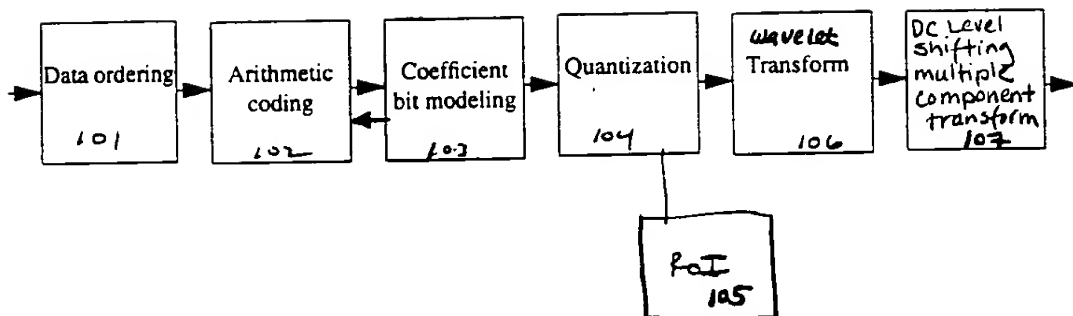 Data ordering
101
Arithmetic
coding
102
Coefficient
bit modeling
103
Quantization
104
wavelet
Transform
106
DC Level
shifting
multiple
component
transform
107
RoI
105